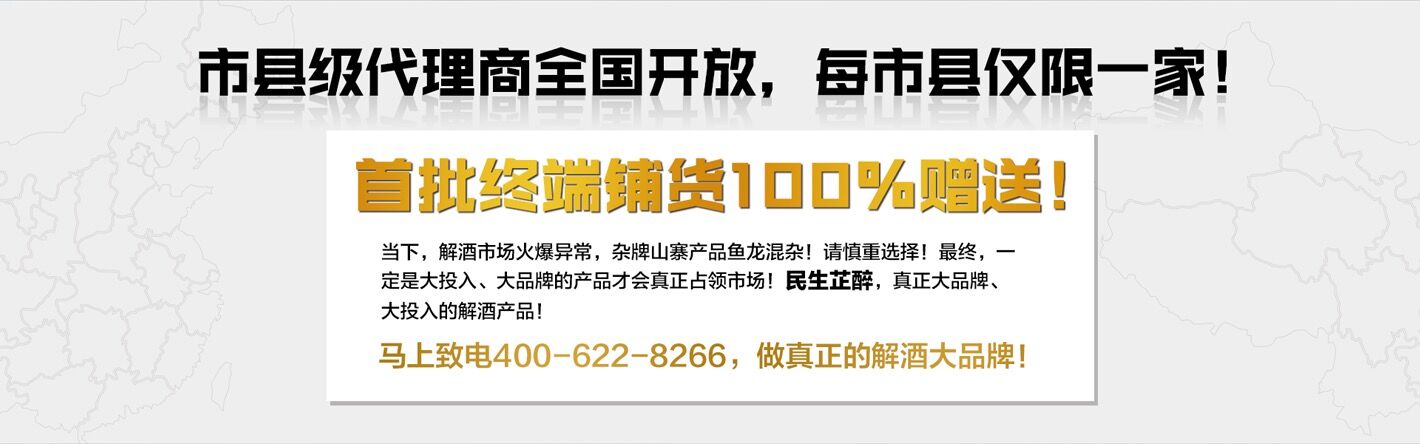 市县级代理商全国开放，每市县仅限一家！
首批终端铺货100%赠送！
当下，解酒市场火爆异常，杂牌山寨产品鱼龙混杂！请慎重选择！最终，一
定是大投入、大品牌的产品才会真正占领市场！民生芷醉，真正大品牌、
大投入的解酒产品！
马上致电400-622-8266，做真正的解酒大品牌！